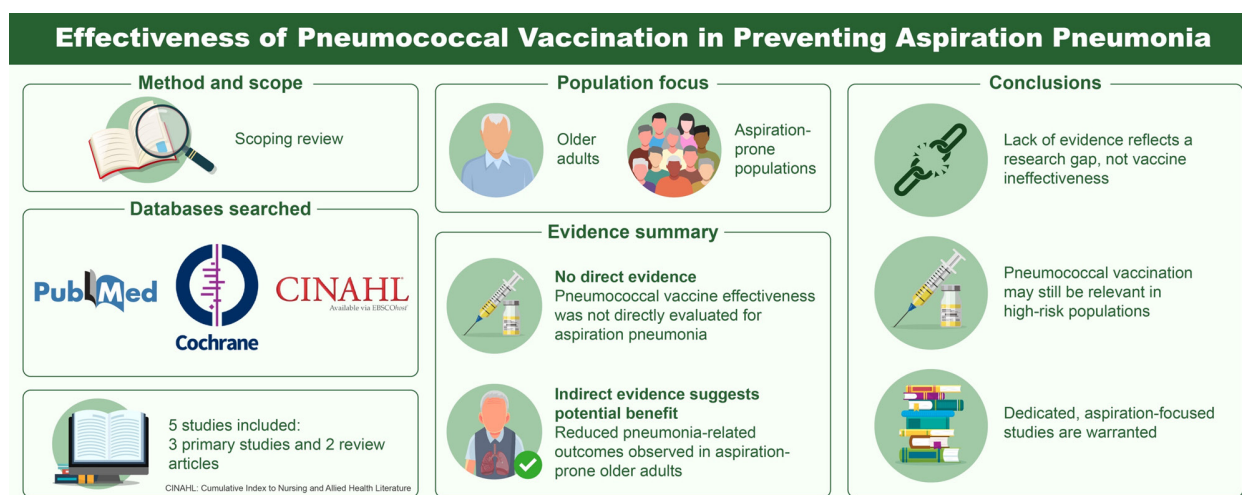 Effectiveness of Pneumococcal Vaccination in Preventing Aspiration Pneumonia
Method and scope
Scoping review
Databases searched
PubMed
Cochrane
CINAHL
Available via EBSCOhost
5 studies included:
3 primary studies and 2 review
articles
CINAHL: Cumulative Index to Nursing and Allied Health Literature
Population focus
Older
adults
Aspiration-
prone
populations
Evidence summary
No direct evidence
Pneumococcal vaccine effectiveness
was not directly evaluated for
aspiration pneumonia
Indirect evidence suggests
potential benefit
Reduced pneumonia-related
outcomes observed in aspiration-
prone older adults
Conclusions
Lack of evidence reflects a
research gap, not vaccine
ineffectiveness
Pneumococcal vaccination
may still be relevant in
high-risk populations
Dedicated, aspiration-focused
studies are warranted